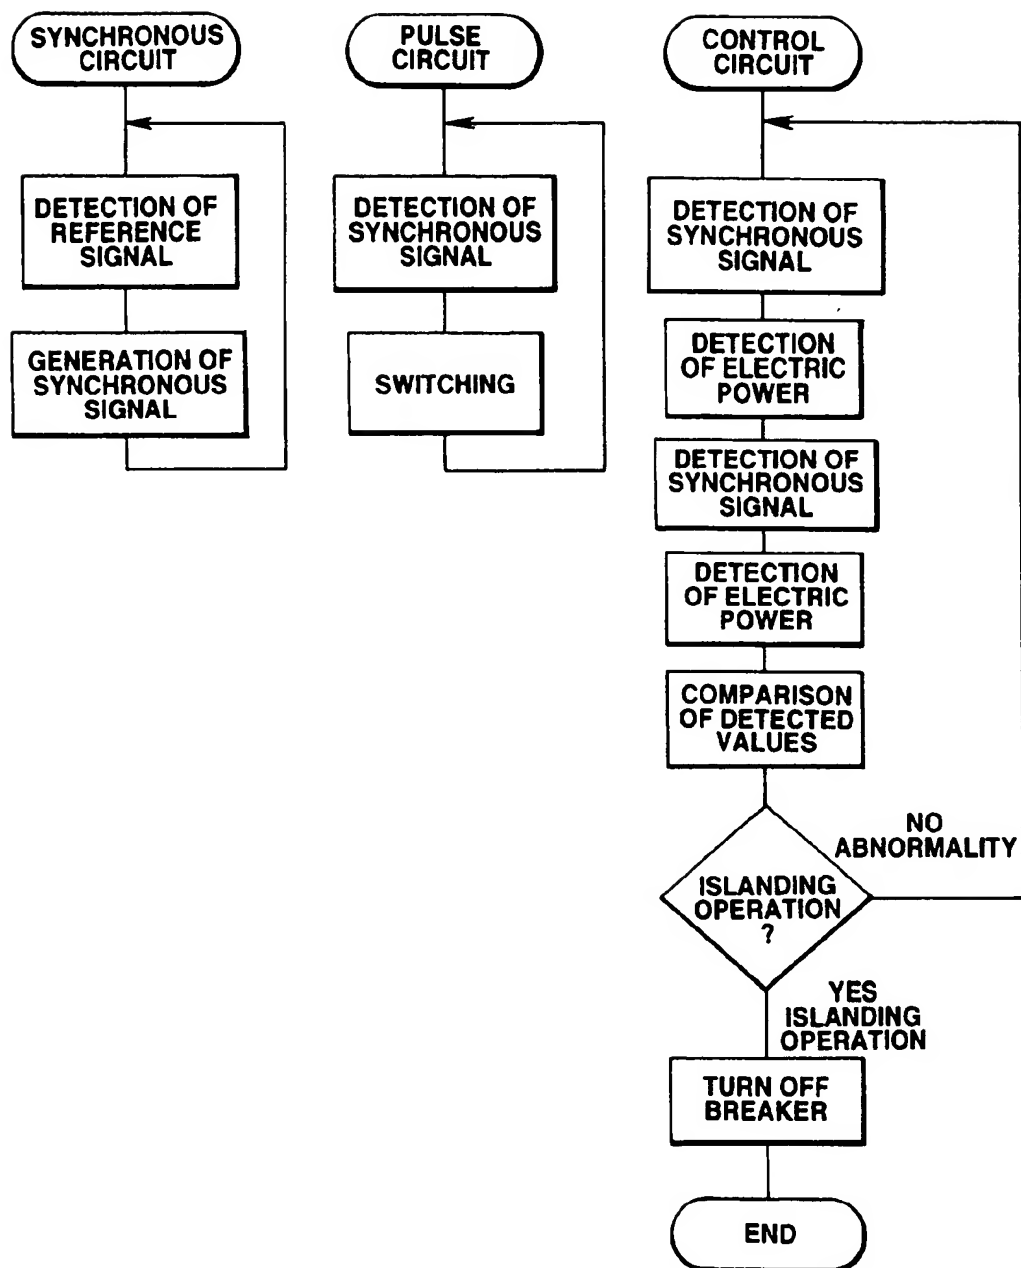 SYNCHRONOUS
CIRCUIT
DETECTION OF
REFERENCE
SIGNAL
GENERATION OF
SYNCHRONOUS
SIGNAL
PULSE
CIRCUIT
DETECTION OF
SYNCHRONOUS
SIGNAL
SWITCHING
CONTROL
CIRCUIT
DETECTION OF
SYNCHRONOUS
SIGNAL
DETECTION
OF ELECTRIC
POWER
DETECTION OF
SYNCHRONOUS
SIGNAL
DETECTION
OF ELECTRIC
POWER
COMPARISON
OF DETECTED
VALUES
ISLANDING
OPERATION
?
NO
ABNORMALITY
YES
ISLANDING
OPERATION
TURN OFF
BREAKER
END